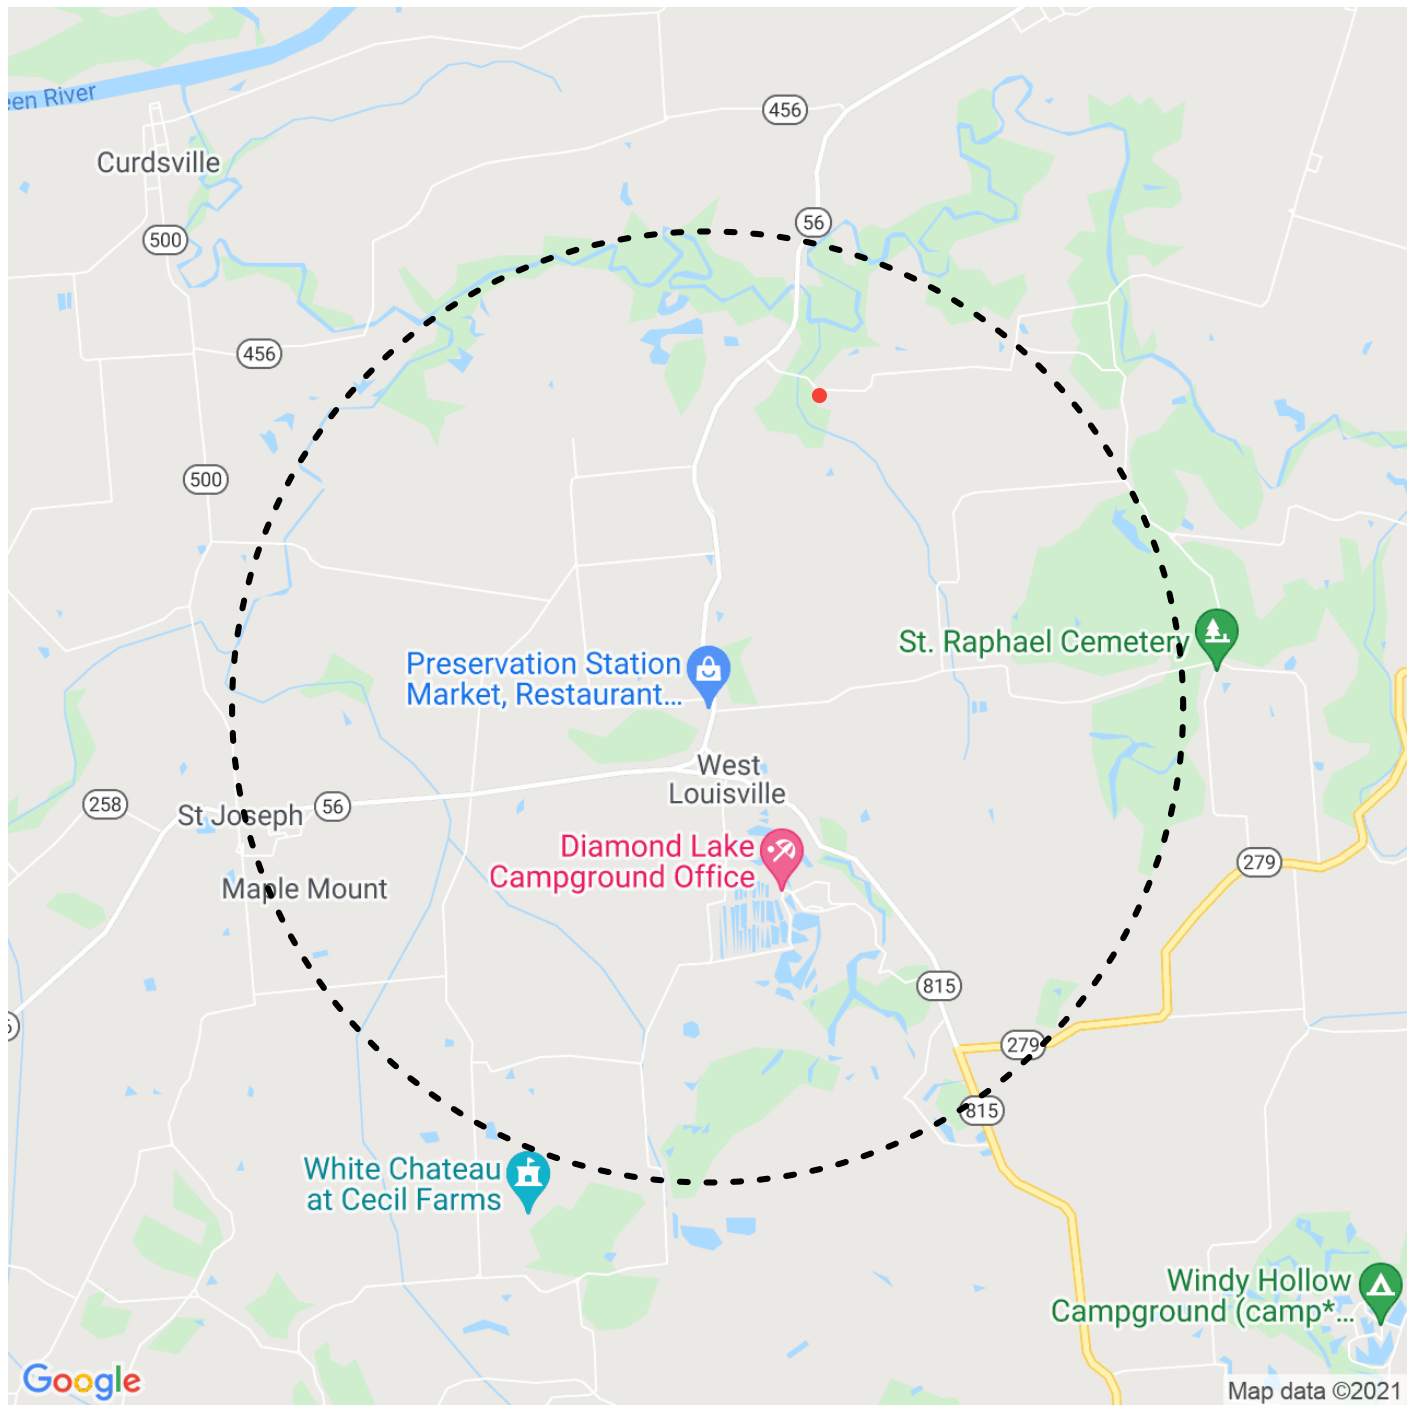 een River
456
Curdsville
56
500
456
500
St. Raphael Cemetery
Preservation Station
Market, Restaurant...
West
Louisville
258
St Joseph
56
Diamond Lake
Campground Office
279
Maple Mount
815
279
815
White Chateau
at Cecil Farms
Windy Hollow
Campground (camp*...
Google
Map data ©2021